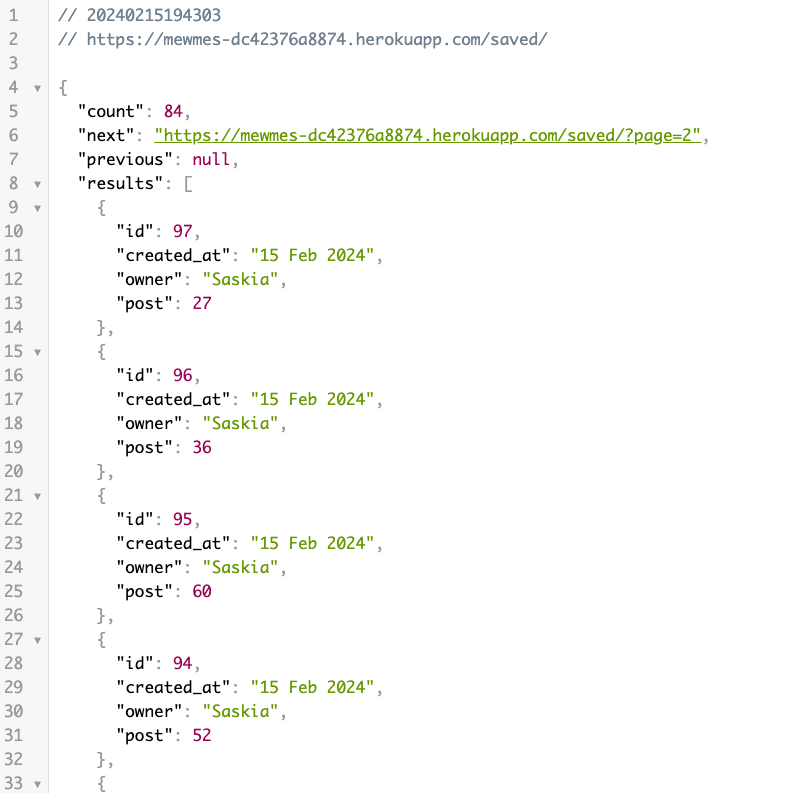 1 // 20240215194303
2 // https://mewmes-dc42376a8874.herokuapp.com/saved/
3
4 {
5 "count": 84,
6 "next": "https://mewmes-dc42376a8874.herokuapp.com/saved/?page=2",
7 "previous": null,
8 "results": [
9 {
10 "id": 97,
11 "created_at": "15 Feb 2024",
12 "owner": "Saskia",
13 "post": 27
14 },
15 {
16 "id": 96,
17 "created_at": "15 Feb 2024",
18 "owner": "Saskia",
19 "post": 36
20 },
21 {
22 "id": 95,
23 "created_at": "15 Feb 2024",
24 "owner": "Saskia",
25 "post": 60
26 },
27 {
28 "id": 94,
29 "created_at": "15 Feb 2024",
30 "owner": "Saskia",
31 "post": 52
32 },
33 {